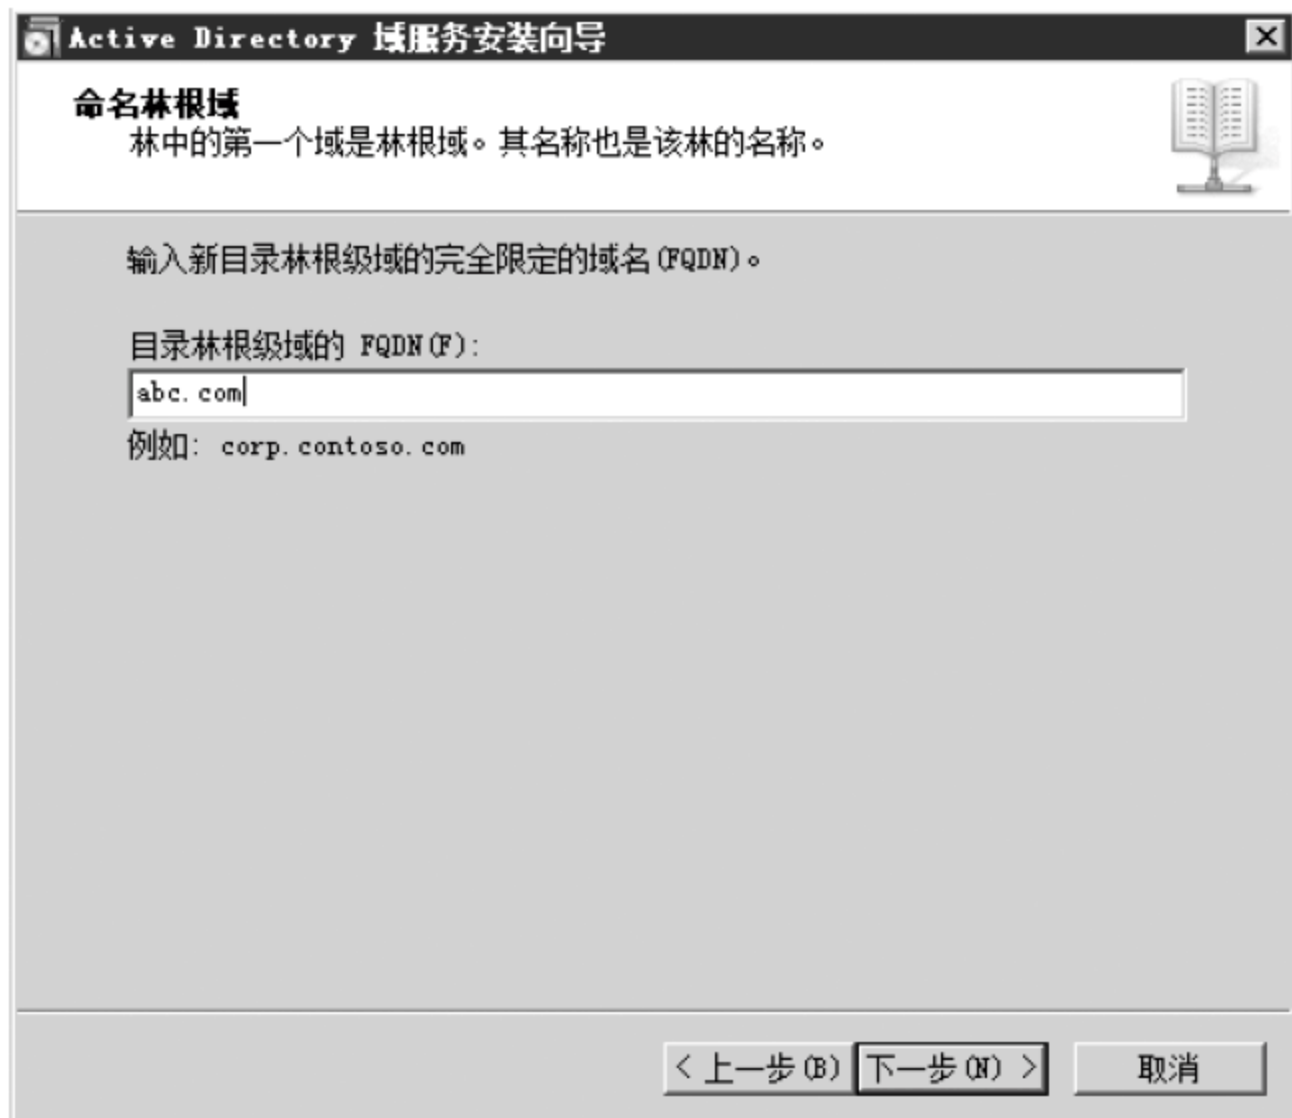 Active Directory 域服务安装向导
命名林根域
林中的第一个域是林根域。其名称也是该林的名称。
输入新目录林根级域的完全限定的域名(FQDN)。
目录林根级域的 FQDN(F):
abc.com
例如: corp.contoso.com
< 上一步(B) 下一步(N) > 取消